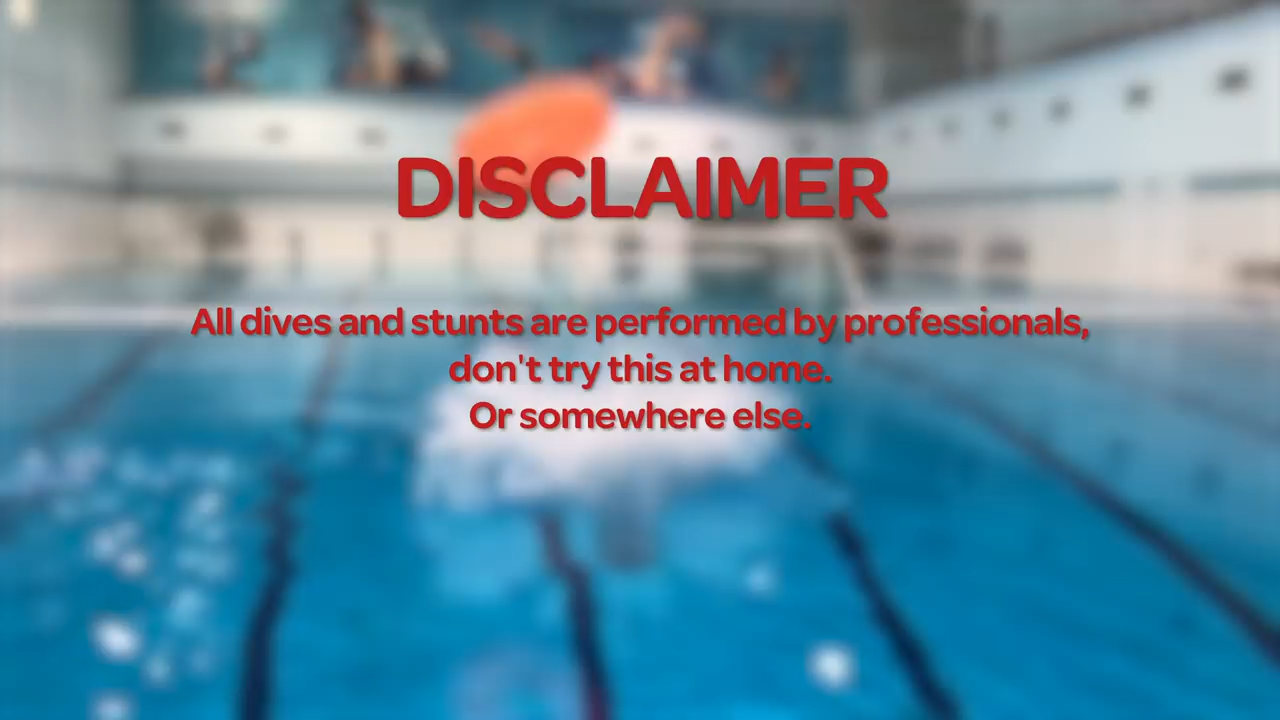 DISCLAIMER
All dives and stunts are performed by professionals,
don't try this at home.
Or somewhere else.